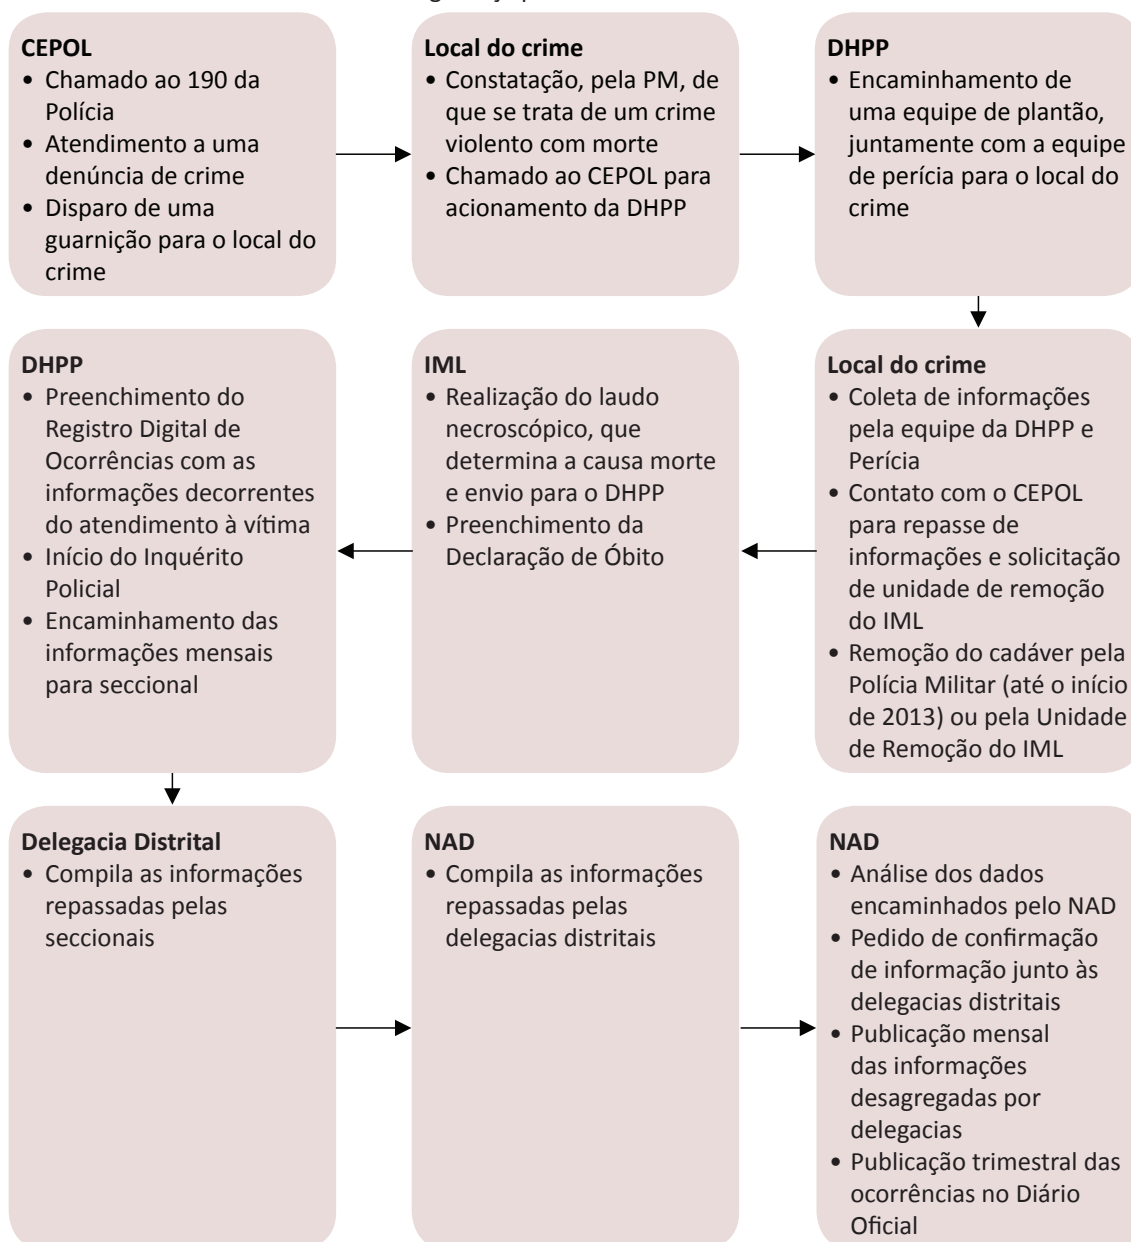 CEPOL
• Chamado ao 190 da
Polícia
• Atendimento a uma
denúncia de crime
• Disparo de uma
guarnição para o local do
crime
Local do crime
• Constatação, pela PM, de
que se trata de um crime
violento com morte
• Chamado ao CEPOL para
acionamento da DHPP
DHPP
• Encaminhamento de
uma equipe de plantão,
juntamente com a equipe
de perícia para o local do
crime
Local do crime
• Coleta de informações
pela equipe da DHPP e
Perícia
• Contato com o CEPOL
para repasse de
informações e solicitação
de unidade de remoção
do IML
• Remoção do cadáver pela
Polícia Militar (até o início
de 2013) ou pela Unidade
de Remoção do IML
IML
• Realização do laudo
necroscópico, que
determina a causa morte
e envio para o DHPP
• Preenchimento da
Declaração de Óbito
DHPP
• Preenchimento do
Registro Digital de
Ocorrências com as
informações decorrentes
do atendimento à vítima
• Início do Inquérito
Policial
• Encaminhamento das
informações mensais
para seccional
Delegacia Distrital
• Compila as informações
repassadas pelas
seccionais
NAD
• Compila as informações
repassadas pelas
delegacias distritais
NAD
• Análise dos dados
encaminhados pelo NAD
• Pedido de confirmação
de informação junto às
delegacias distritais
• Publicação mensal
das informações
desagregadas por
delegacias
• Publicação trimestral das
ocorrências no Diário
Oficial